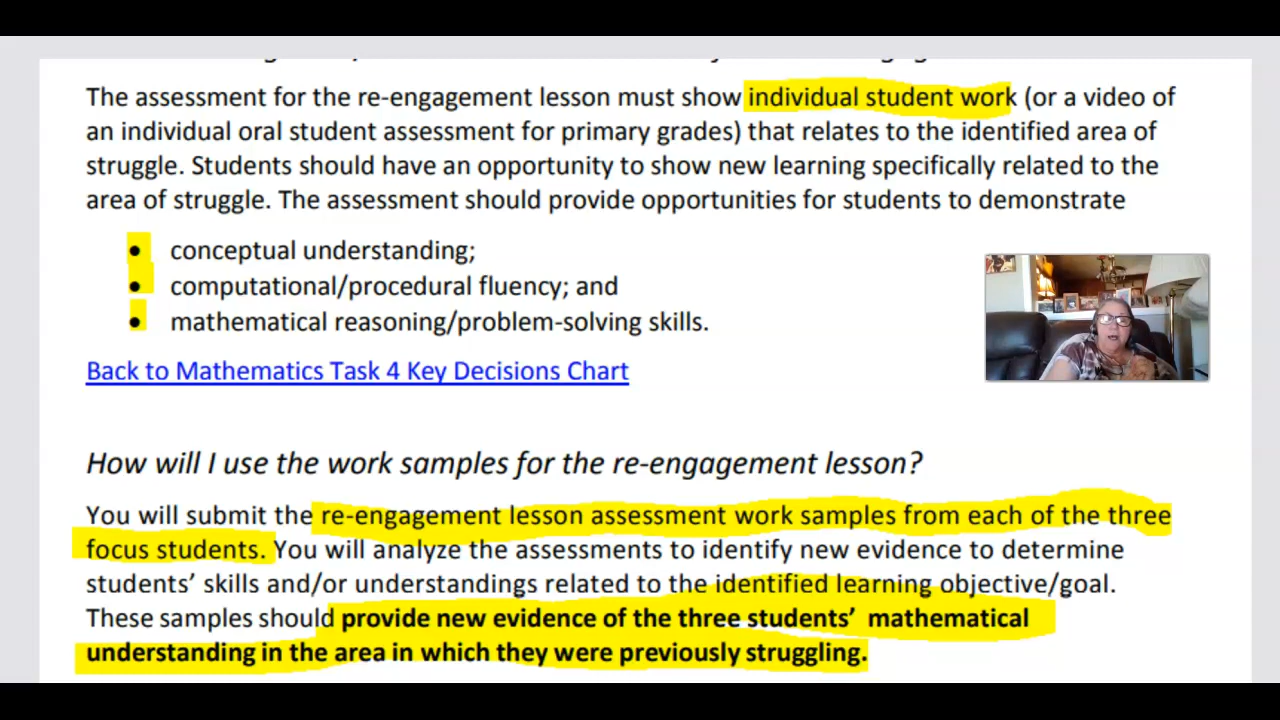 The assessment for the re-engagement lesson must show individual student work (or a video of
an individual oral student assessment for primary grades) that relates to the identified area of
struggle. Students should have an opportunity to show new learning specifically related to the
area of struggle. The assessment should provide opportunities for students to demonstrate
• conceptual understanding;
• computational/procedural fluency; and
• mathematical reasoning/problem-solving skills.
Back to Mathematics Task 4 Key Decisions Chart
How will I use the work samples for the re-engagement lesson?
You will submit the re-engagement lesson assessment work samples from each of the three
focus students. You will analyze the assessments to identify new evidence to determine
students’ skills and/or understandings related to the identified learning objective/goal.
These samples should provide new evidence of the three students’ mathematical
understanding in the area in which they were previously struggling.